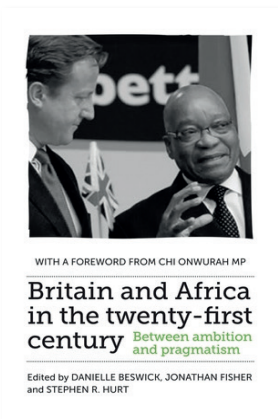 bett
WITH A FOREWORD FROM CHI ONWURAH MP
Britain and Africa
in the twenty-first
century Between ambition
and pragmatism
Edited by DANIELLE BESWICK, JONATHAN FISHER
and STEPHEN R. HURT